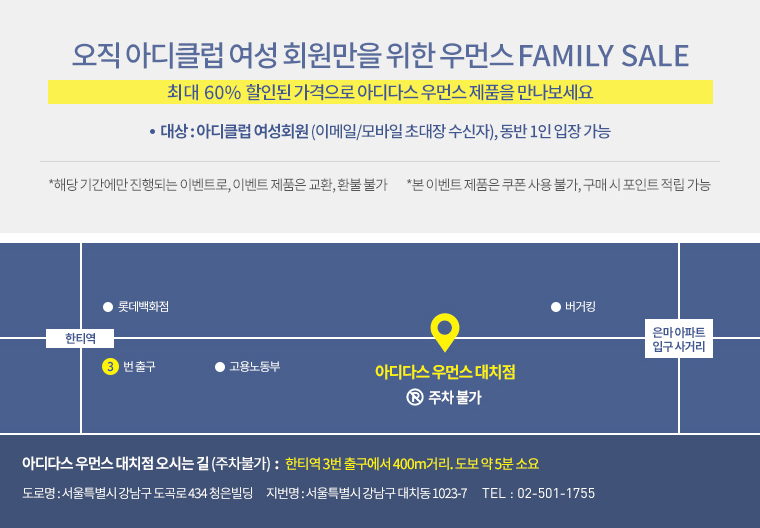 오직 아디클럽 여성 회원만을 위한 우먼스 FAMILY SALE
최대 60% 할인된 가격으로 아디다스 우먼스 제품을 만나보세요
• 대상 : 아디클럽 여성회원 (이메일/모바일 초대장 수신자), 동반 1인 입장 가능
*해당 기간에만 진행되는 이벤트로, 이벤트 제품은 교환, 환불 불가 *본 이벤트 제품은 쿠폰 사용 불가, 구매 시 포인트 적립 가능
롯데백화점
버거킹
한티역
은마 아파트
입구 사거리
3 번 출구
고용노동부
아디다스 우먼스 대치점
P 주차 불가
아디다스 우먼스 대치점 오시는 길 (주차불가) : 한티역 3번 출구에서 400m거리. 도보 약 5분 소요
도로명 : 서울특별시 강남구 도곡로 434 청은빌딩 지번명 : 서울특별시 강남구 대치동 1023-7 TEL : 02-501-1755